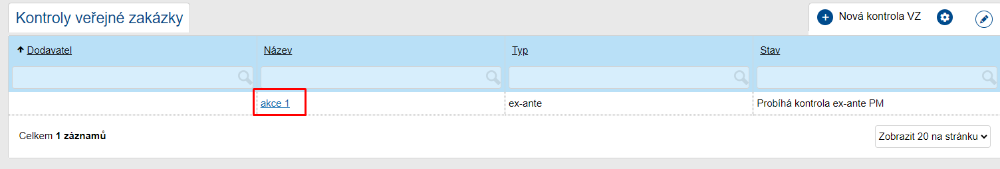 Kontroly veřejné zakázky
Nová kontrola VZ
Dodavatel Název Typ Stav
akce 1 ex-ante Probíhá kontrola ex-ante PM
Celkem 1 záznamů Zobrazit 20 na stránku